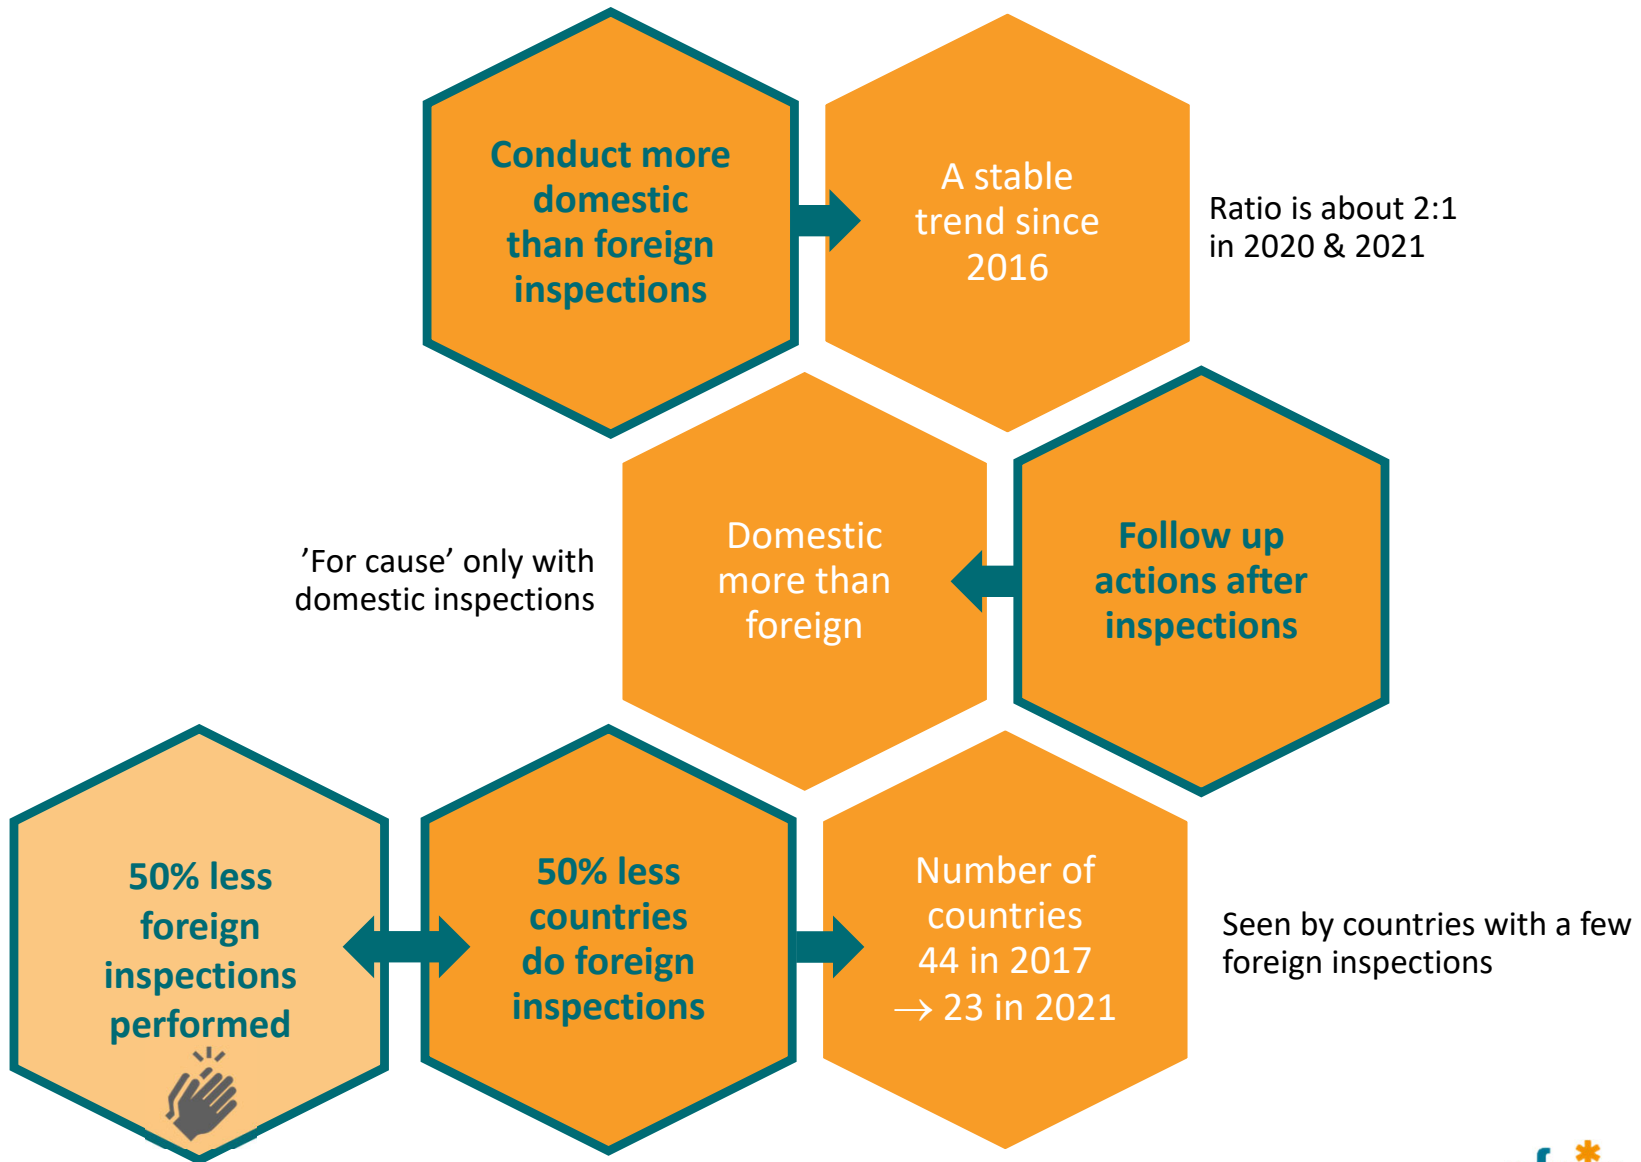 Conduct more
domestic
than foreign
inspections
A stable
trend since
2016
Ratio is about 2:1
in 2020 & 2021
’For cause’ only with
domestic inspections
Domestic
more than
foreign
Follow up
actions after
inspections
50% less
foreign
inspections
performed
50% less
countries
do foreign
inspections
Number of
countries
44 in 2017
→ 23 in 2021
Seen by countries with a few
foreign inspections